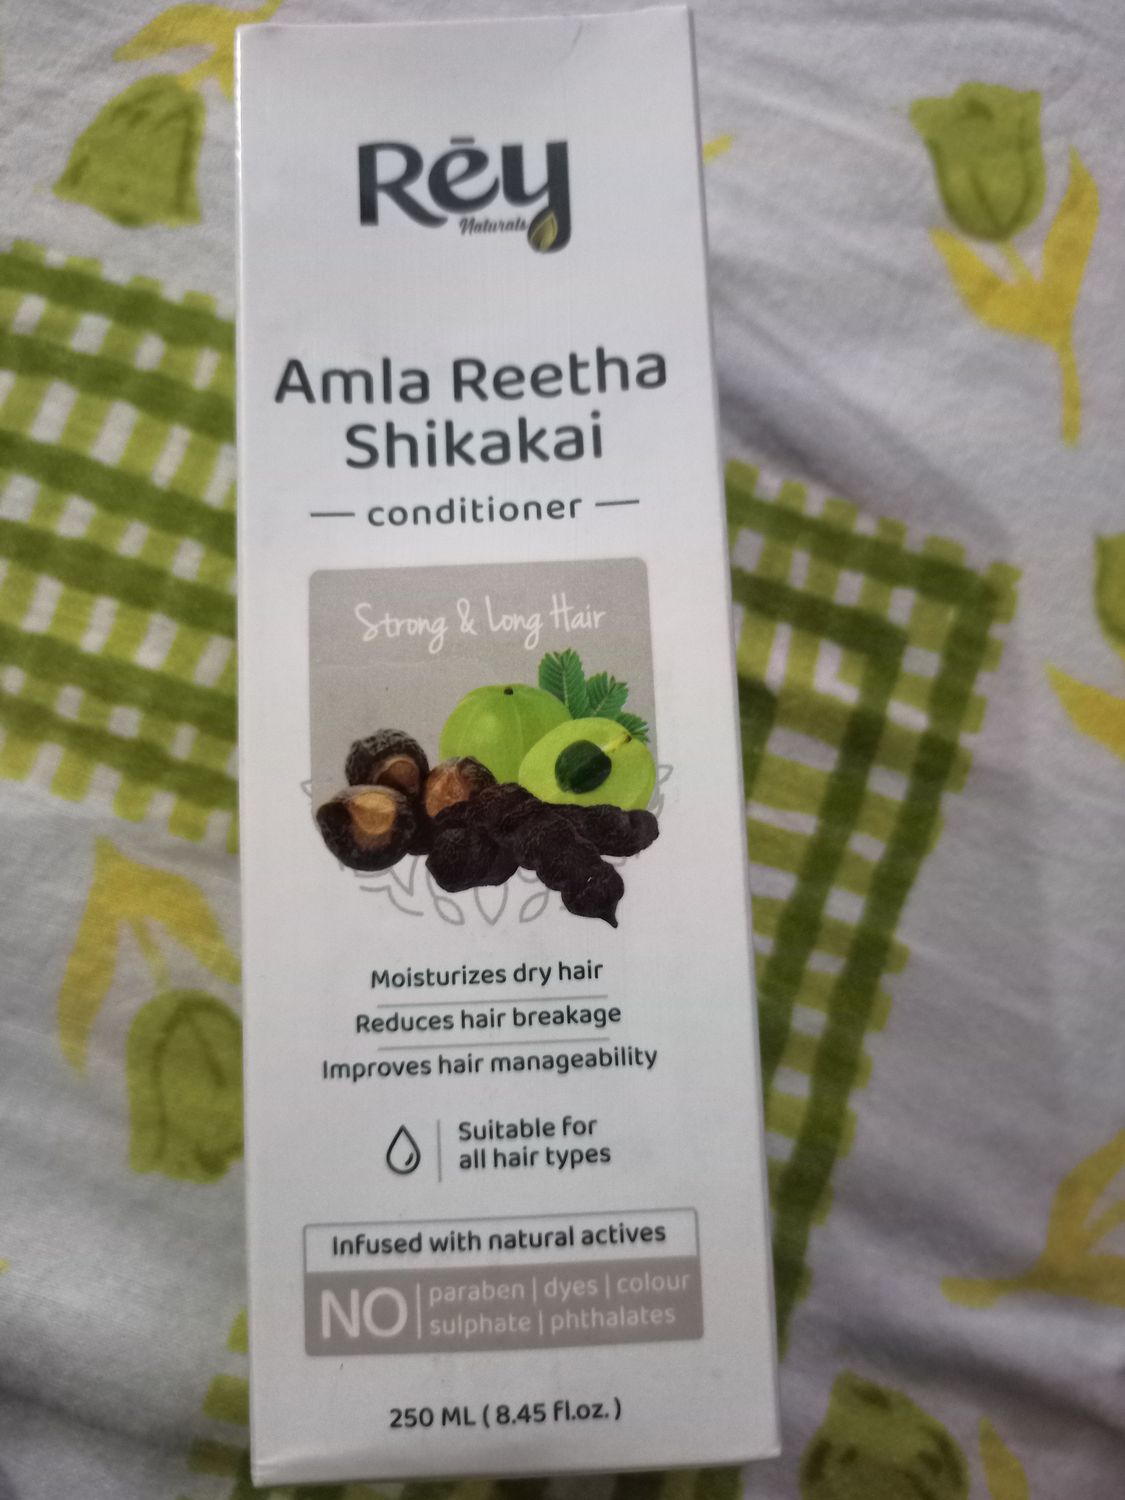 Rēy
Naturals
Amla Reetha
Shikakai
conditioner
Strong & Long Hair
Moisturizes dry hair
Reduces hair breakage
Improves hair manageability
Suitable for
all hair types
Infused with natural actives
NO paraben | dyes | colour
sulphate | phthalates
250 ML ( 8.45 fl.oz. )